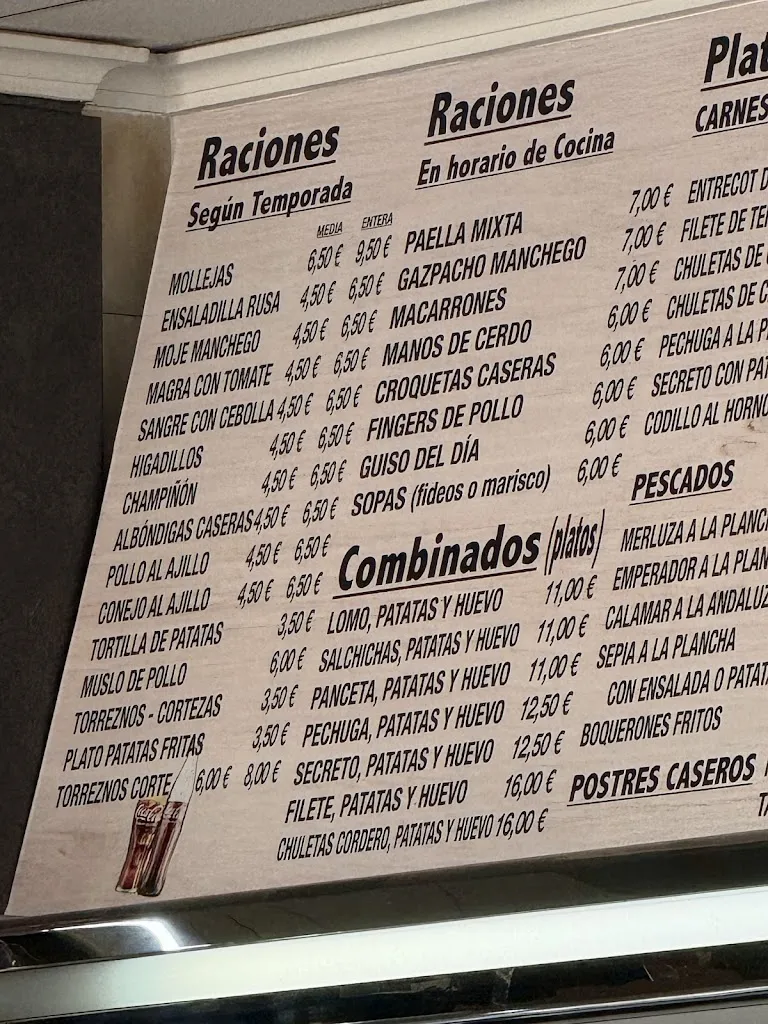 Raciones
Según Temporada
MEDIA ENTERA
MOLLEJAS 6,50 € 9,50 €
ENSALADILLA RUSA 4,50 € 6,50 €
MOJE MANCHEGO 4,50 € 6,50 €
MAGRA CON TOMATE 4,50 € 6,50 €
SANGRE CON CEBOLLA 4,50 € 6,50 €
HIGADILLOS 4,50 € 6,50 €
CHAMPIÑÓN 4,50 € 6,50 €
ALBÓNDIGAS CASERAS 4,50 € 6,50 €
POLLO AL AJILLO 4,50 € 6,50 €
CONEJO AL AJILLO 4,50 € 6,50 €
TORTILLA DE PATATAS 3,50 €
MUSLO DE POLLO 6,00 €
TORREZNOS - CORTEZAS 3,50 €
PLATO PATATAS FRITAS 3,50 €
TORREZNOS CORTE 6,00 € 8,00 €
Coca-Cola
Raciones
En horario de Cocina
PAELLA MIXTA 7,00 €
GAZPACHO MANCHEGO 7,00 €
MACARRONES 7,00 €
MANOS DE CERDO 6,00 €
CROQUETAS CASERAS 6,00 €
FINGERS DE POLLO 6,00 €
GUISO DEL DÍA 6,00 €
SOPAS (fideos o marisco) 6,00 €
Combinados (platos)
LOMO, PATATAS Y HUEVO 11,00 €
SALCHICHAS, PATATAS Y HUEVO 11,00 €
PANCETA, PATATAS Y HUEVO 11,00 €
PECHUGA, PATATAS Y HUEVO 12,50 €
SECRETO, PATATAS Y HUEVO 12,50 €
FILETE, PATATAS Y HUEVO 16,00 €
CHULETAS CORDERO, PATATAS Y HUEVO 16,00 €
Plat
CARNES
ENTRECOT D
FILETE DE TE
CHULETAS DE
CHULETAS DE C
PECHUGA A LA P
SECRETO CON PAT
CODILLO AL HORNO
PESCADOS
MERLUZA A LA PLANCH
EMPERADOR A LA PLAN
CALAMAR A LA ANDALUZ
SEPIA A LA PLANCHA
CON ENSALADA O PATAT
BOQUERONES FRITOS
POSTRES CASEROS